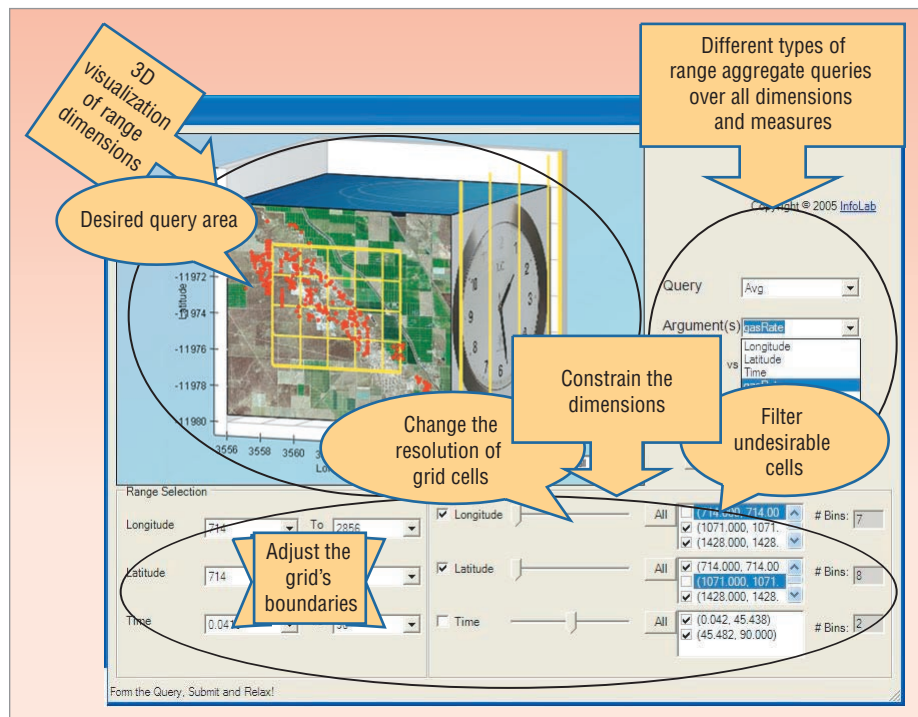 3D
visualization
of range
dimensions
Different types of
range aggregate queries
over all dimensions
and measures
Desired query area
Copyright © 2005 InfoLab
-11972
-11974
-11976
-11978
-11980
Latitude
3556 3558 3560
Query Avg
Argument(s) gasRate
Longitude
Latitude
Time
vs
Constrain the
dimensions
Change the
resolution of
grid cells
Filter
undesirable
cells
Range Selection
Longitude 714 To 2856
Longitude All (714.000, 714.00
(1071.000, 1071.
(1428.000, 1428.
# Bins: 7
Adjust the
grid's
boundaries
Latitude 714
Latitude All (714.000, 714.00
(1071.000, 1071.
(1428.000, 1428.
# Bins: 8
Time
Time All (0.042, 45.438)
(45.482, 90.000)
# Bins: 2
Form the Query, Submit and Relax!